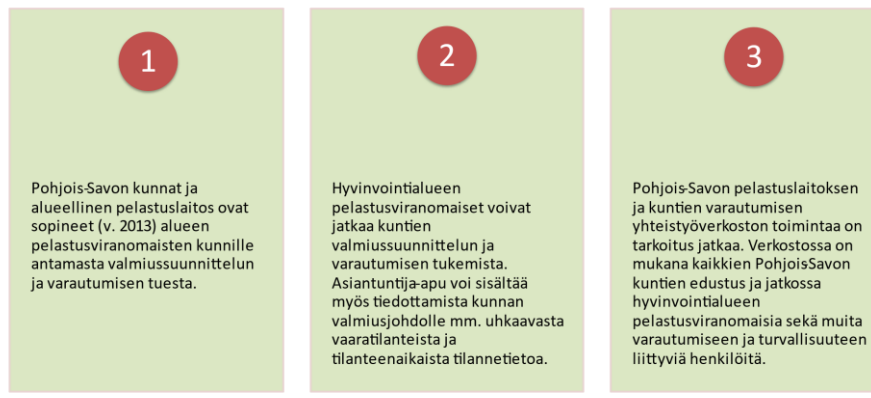 1
Pohjois-Savon kunnat ja
alueellinen pelastuslaitos ovat
sopineet (v. 2013) alueen
pelastusviranomaisten kunnille
antamasta valmiussuunnittelun
ja varautumisen tuesta.
2
Hyvinvointialueen
pelastusviranomaiset voivat
jatkaa kuntien
valmiussuunnittelun ja
varautumisen tukemista.
Asiantuntija-apu voi sisältää
myös tiedottamista kunnan
valmiusjohdolle mm. uhkaavasta
vaaratilanteista ja
tilanteenaikaista tilannetietoa.
3
Pohjois-Savon pelastuslaitoksen
ja kuntien varautumisen
yhteistyöverkoston toimintaa on
tarkoitus jatkaa. Verkostossa on
mukana kaikkien PohjoisSavon
kuntien edustus ja jatkossa
hyvinvointialueen
pelastusviranomaisia sekä muita
varautumiseen ja turvallisuuteen
liittyviä henkilöitä.